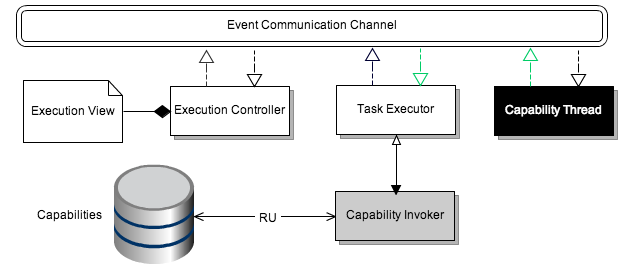 Event Communication Channel
Execution View
Execution Controller
Task Executor
Capability Thread
Capabilities
RU
Capability Invoker